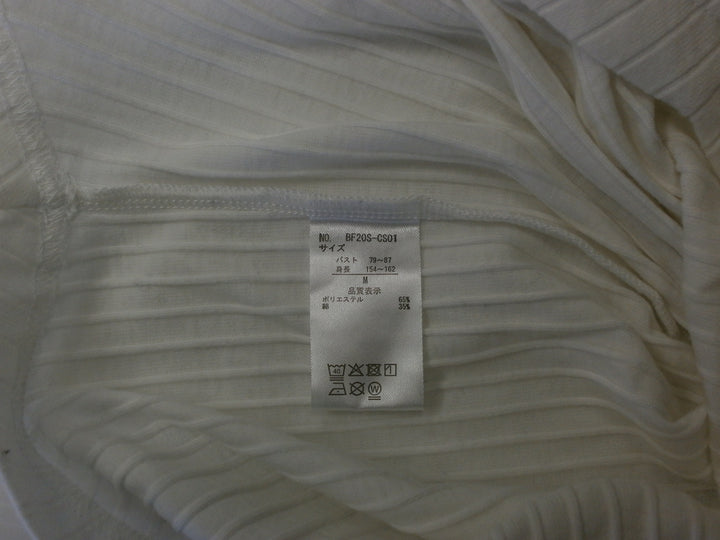 NO. BF20S-CS01
サイズ
バスト 79~87
身長 154~162
M
品質表示
ポリエステル 65%
綿 35%
40
W